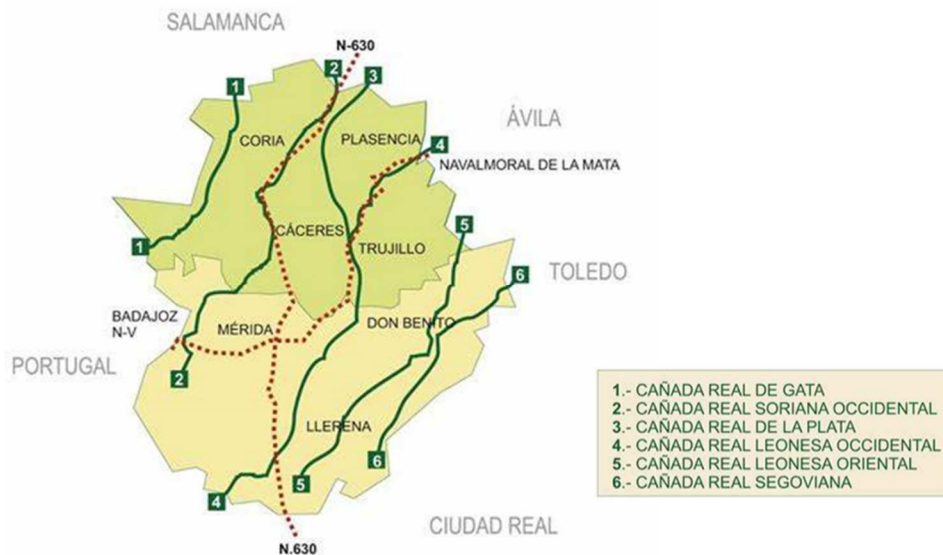 SALAMANCA
N-630
2
3
1
ÁVILA
CORIA
PLASENCIA
4
NAVALMORAL DE LA MATA
5
CÁCERES
1
TRUJILLO
6
TOLEDO
BADAJOZ
N-V
MÉRIDA
DON BENITO
PORTUGAL
2
1.- CAÑADA REAL DE GATA
2.- CAÑADA REAL SORIANA OCCIDENTAL
3.- CAÑADA REAL DE LA PLATA
4.- CAÑADA REAL LEONESA OCCIDENTAL
5.- CAÑADA REAL LEONESA ORIENTAL
6.- CAÑADA REAL SEGOVIANA
LLERENA
6
5
4
CIUDAD REAL
N.630